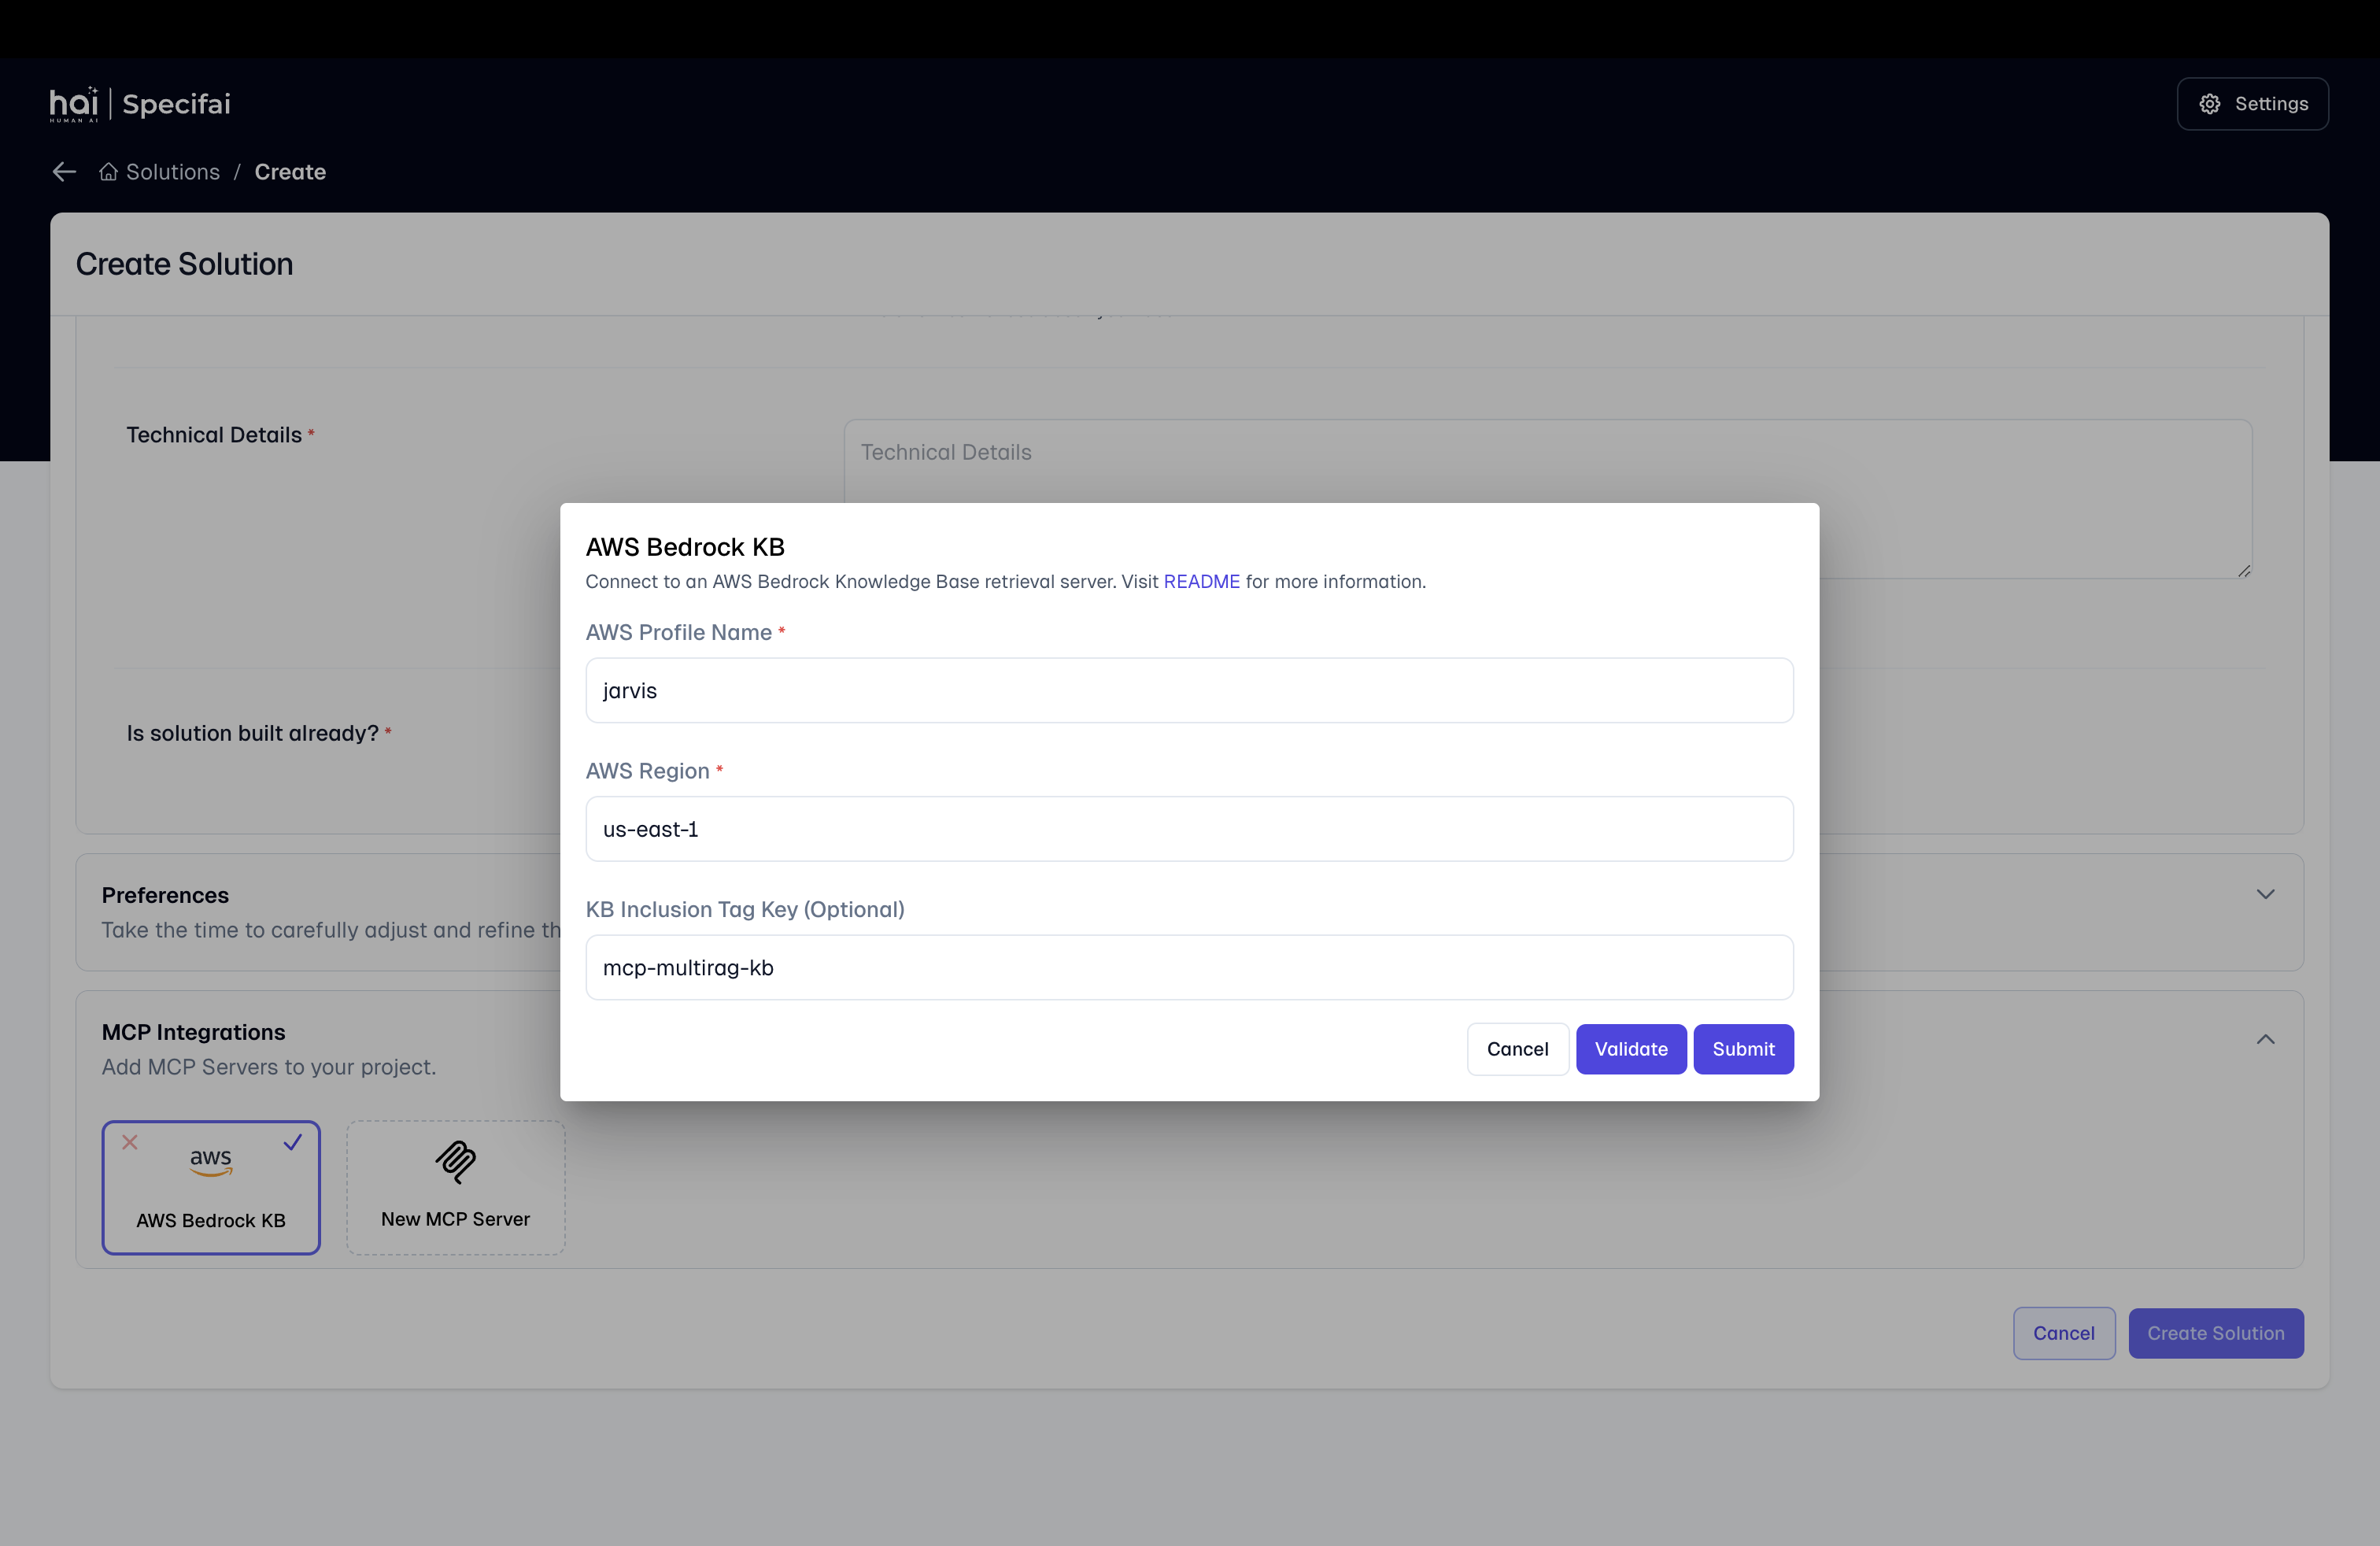 hai | Specifai
HUMAN AI
Settings
Solutions / Create
Create Solution
Technical Details *
Technical Details
AWS Bedrock KB
Connect to an AWS Bedrock Knowledge Base retrieval server. Visit README for more information.
AWS Profile Name *
jarvis
Is solution built already? *
AWS Region *
us-east-1
Preferences
Take the time to carefully adjust and refine th
KB Inclusion Tag Key (Optional)
mcp-multirag-kb
Cancel Validate Submit
MCP Integrations
Add MCP Servers to your project.
aws
AWS Bedrock KB
New MCP Server
Cancel Create Solution